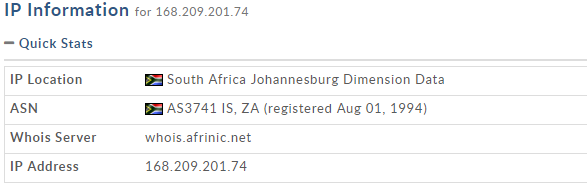 IP Information for 168.209.201.74
Quick Stats
IP Location South Africa Johannesburg Dimension Data
ASN AS3741 IS, ZA (registered Aug 01, 1994)
Whois Server whois.afrinic.net
IP Address 168.209.201.74